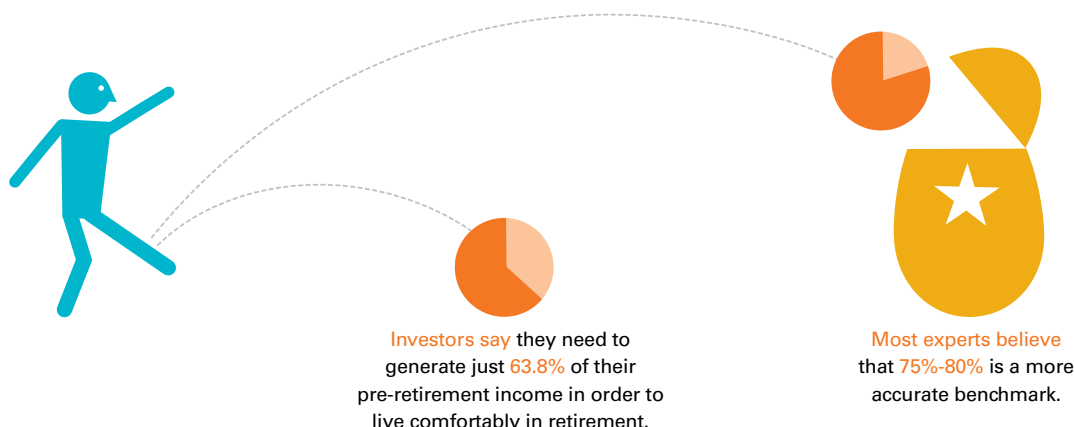 Investors say they need to
generate just 63.8% of their
pre-retirement income in order to
live comfortably in retirement.
Most experts believe
that 75%-80% is a more
accurate benchmark.